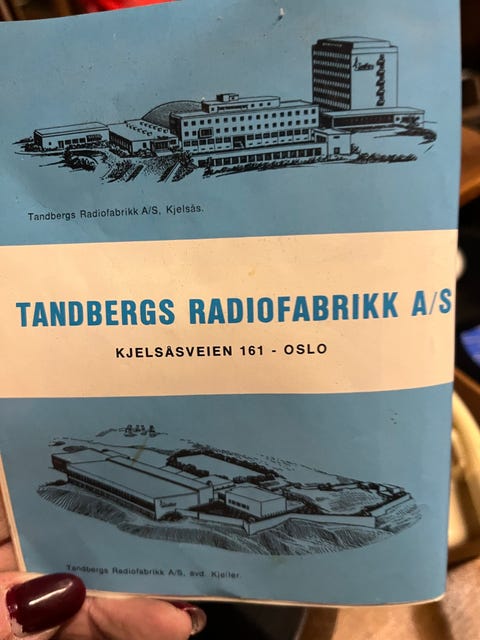 Tandbergs Radiofabrikk A/S, Kjelsås.
TANDBERGS RADIOFABRIKK A/S
KJELSÅSVEIEN 161 - OSLO
Tandbergs Radiofabrikk A/S, avd. Kjeller.